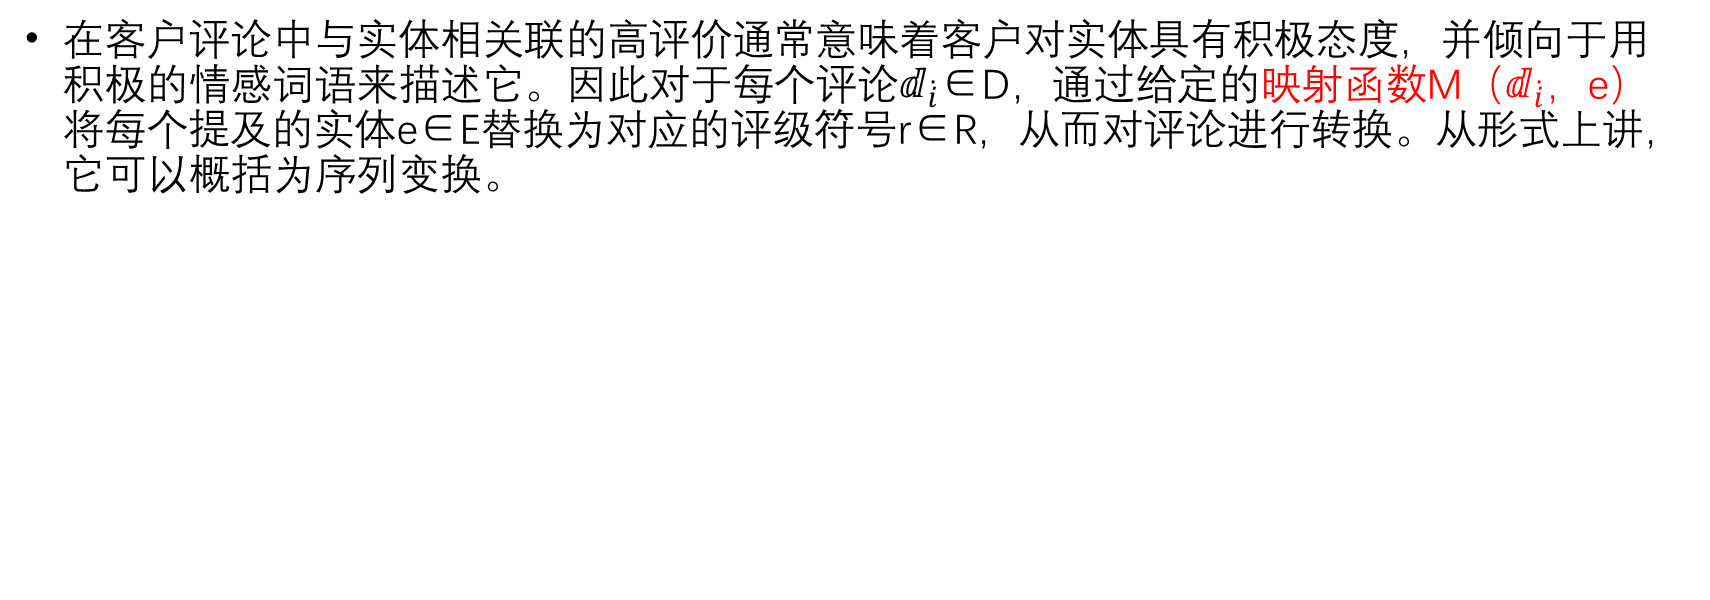 • 在客户评论中与实体相关联的高评价通常意味着客户对实体具有积极态度，并倾向于用
积极的情感词语来描述它。因此对于每个评论ⅆᵢ∈D，通过给定的映射函数M（ⅆᵢ，e）
将每个提及的实体e∈E替换为对应的评级符号r∈R，从而对评论进行转换。从形式上讲，
它可以概括为序列变换。